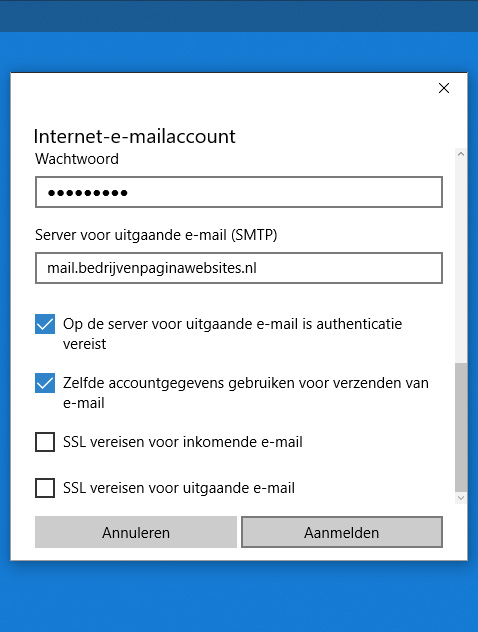 Internet-e-mailaccount
Wachtwoord
●●●●●●●●●
Server voor uitgaande e-mail (SMTP)
mail.bedrijvenpaginawebsites.nl
Op de server voor uitgaande e-mail is authenticatie
vereist
Zelfde accountgegevens gebruiken voor verzenden van
e-mail
SSL vereisen voor inkomende e-mail
SSL vereisen voor uitgaande e-mail
Annuleren
Aanmelden